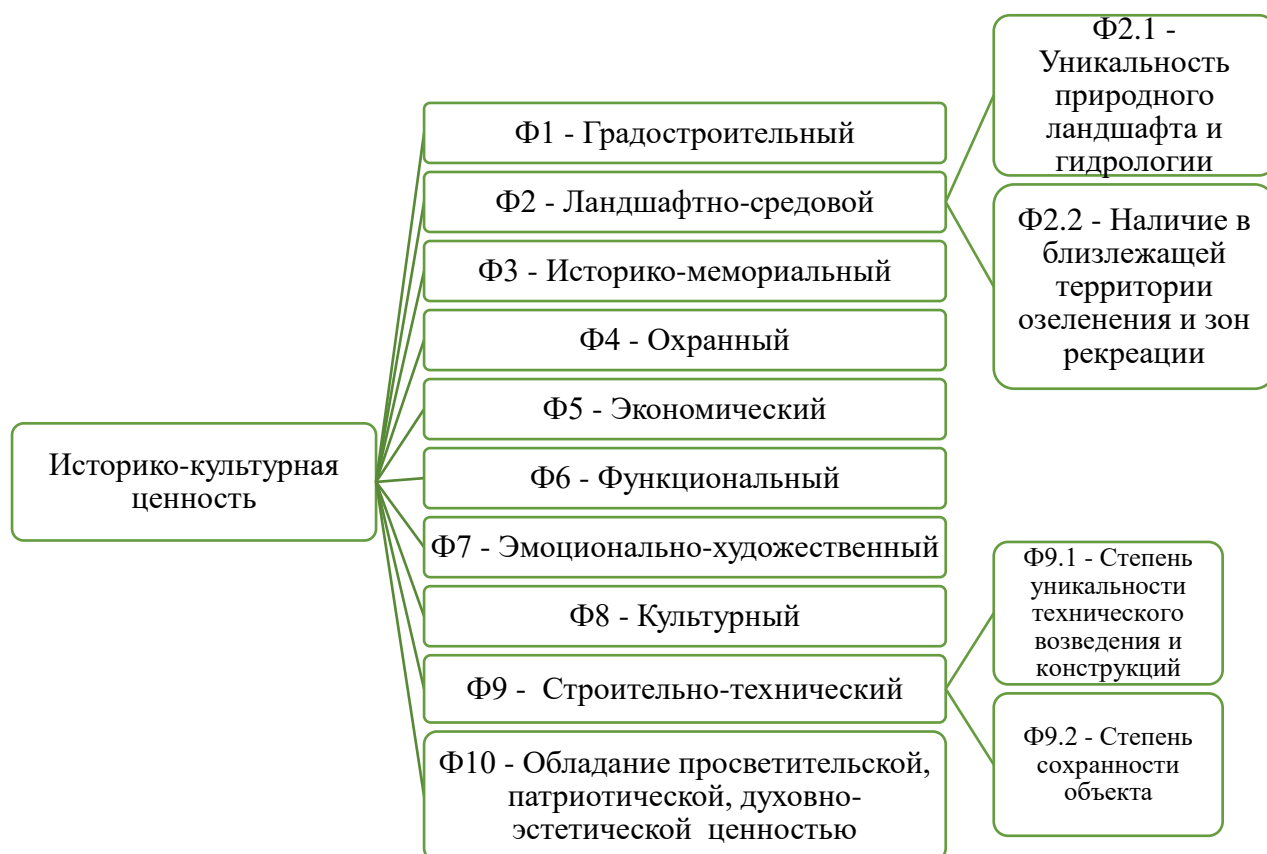 Историко-культурная
ценность
Ф1 - Градостроительный
Ф2 - Ландшафтно-средовой
Ф2.1 -
Уникальность
природного
ландшафта и
гидрологии
Ф2.2 - Наличие в
близлежащей
территории
озеленения и зон
рекреации
Ф3 - Историко-мемориальный
Ф4 - Охранный
Ф5 - Экономический
Ф6 - Функциональный
Ф7 - Эмоционально-художественный
Ф8 - Культурный
Ф9 - Строительно-технический
Ф9.1 - Степень
уникальности
технического
возведения и
конструкций
Ф9.2 - Степень
сохранности
объекта
Ф10 - Обладание просветительской,
патриотической, духовно-
эстетической ценностью